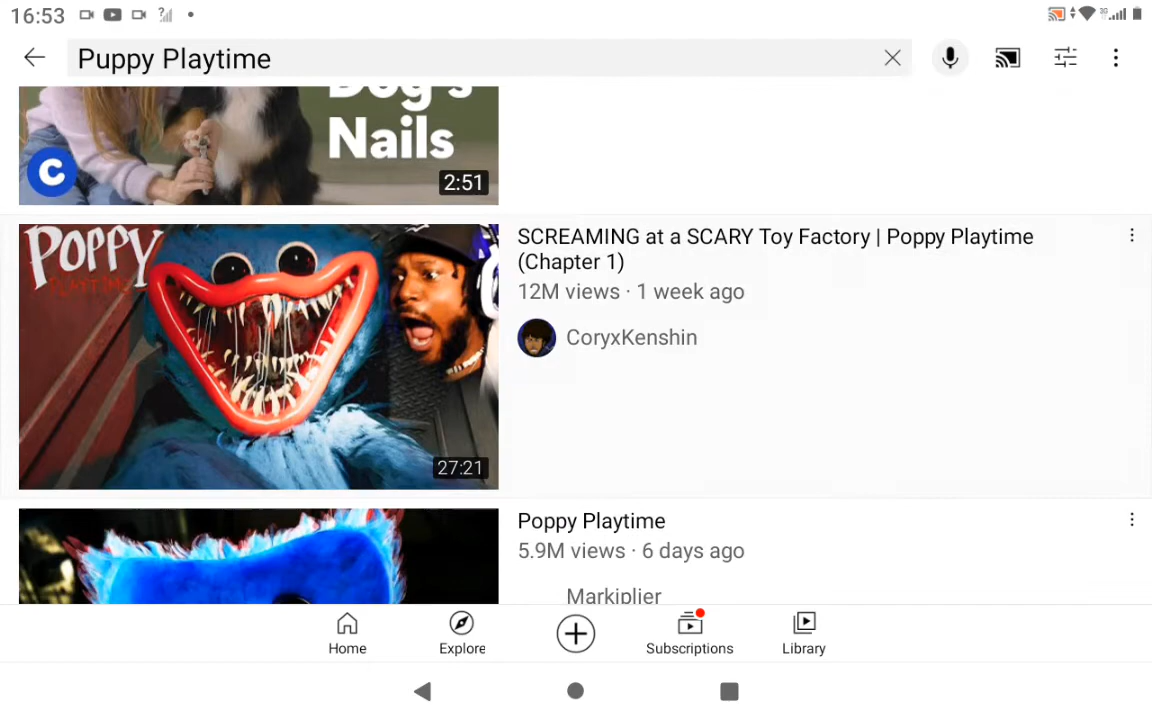 16:53
3G
Puppy Playtime
Dog's
Nails
C
2:51
POPPY
PLAYTIME
27:21
SCREAMING at a SCARY Toy Factory | Poppy Playtime
(Chapter 1)
12M views · 1 week ago
CoryxKenshin
Poppy Playtime
5.9M views · 6 days ago
Markiplier
Home
Explore
Subscriptions
Library